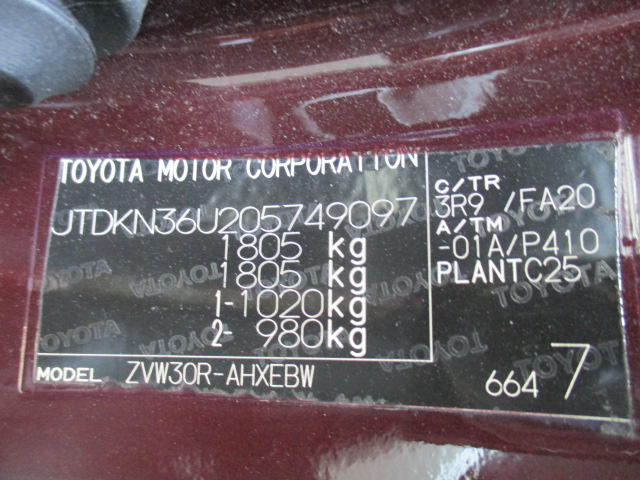 TOYOTA MOTOR CORPORATION
JTDKN36U205749097
1805 kg
1805 kg
1-1020kg
2- 980kg
C/TR
3R9 /FA20
A/TM
-01A/P410
PLANTC25
MODEL ZVW30R-AHXEBW
664 7